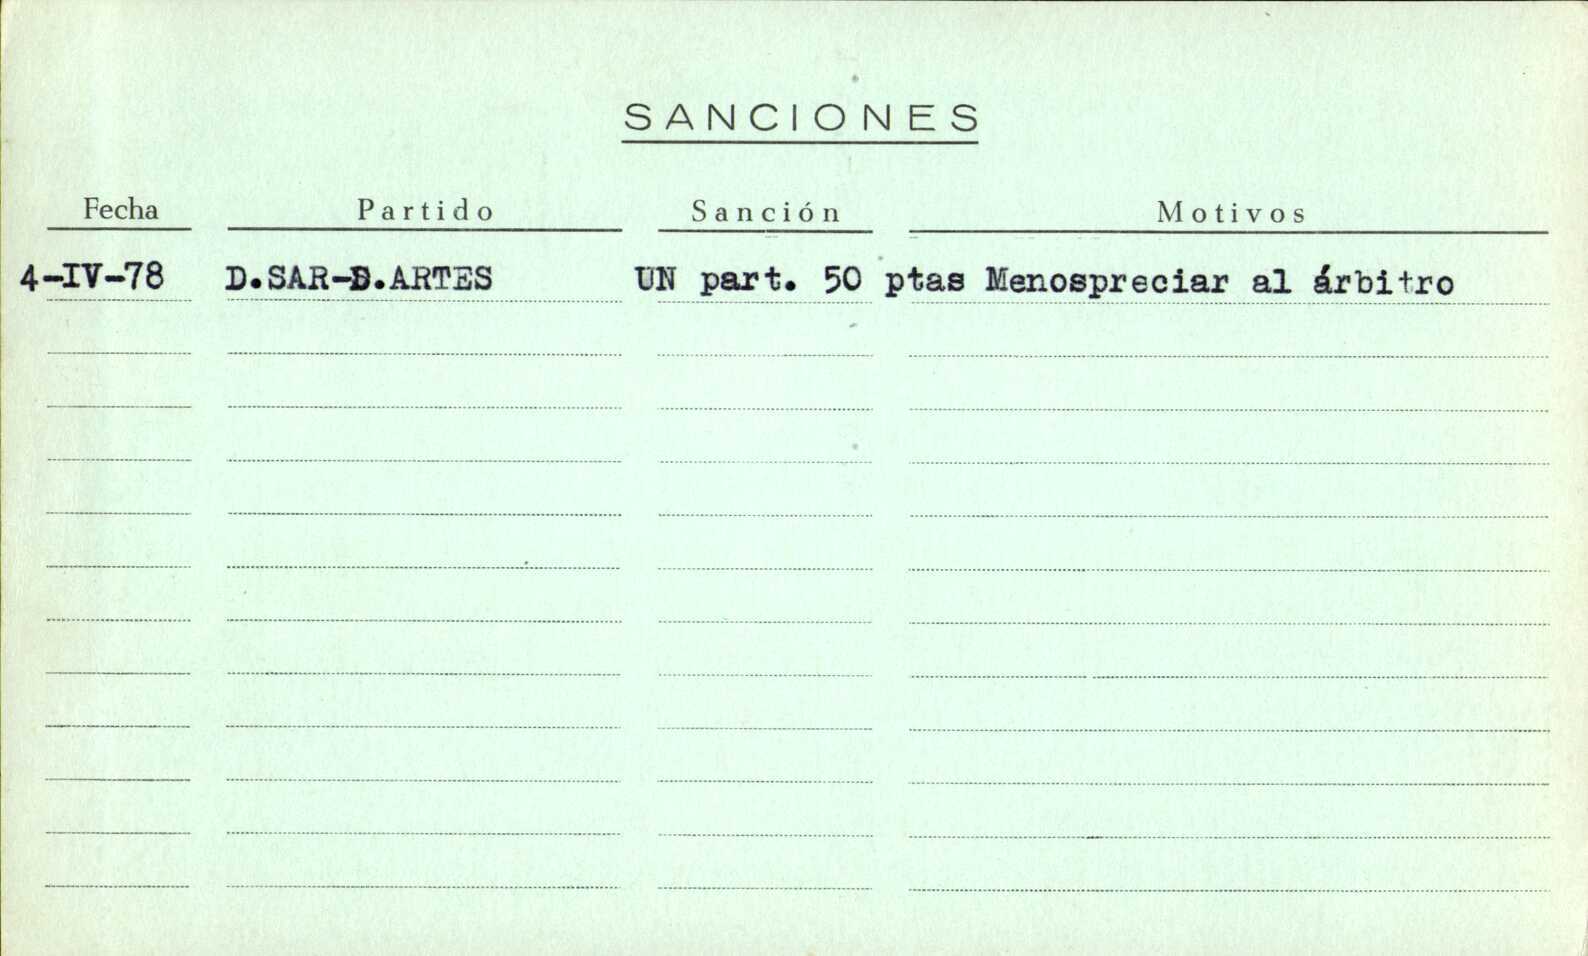 SANCIONES
Fecha Partido Sanción Motivos
4-IV-78 D.SAR-B.ARTES UN part. 50 ptas Menospreciar al árbitro